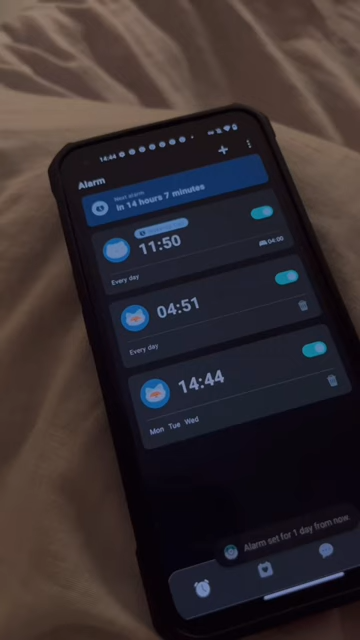 14:44
Alarm
Next alarm
In 14 hours 7 minutes
11:50
Every day
04:00
04:51
Every day
14:44
Mon Tue Wed
Alarm set for 1 day from now.